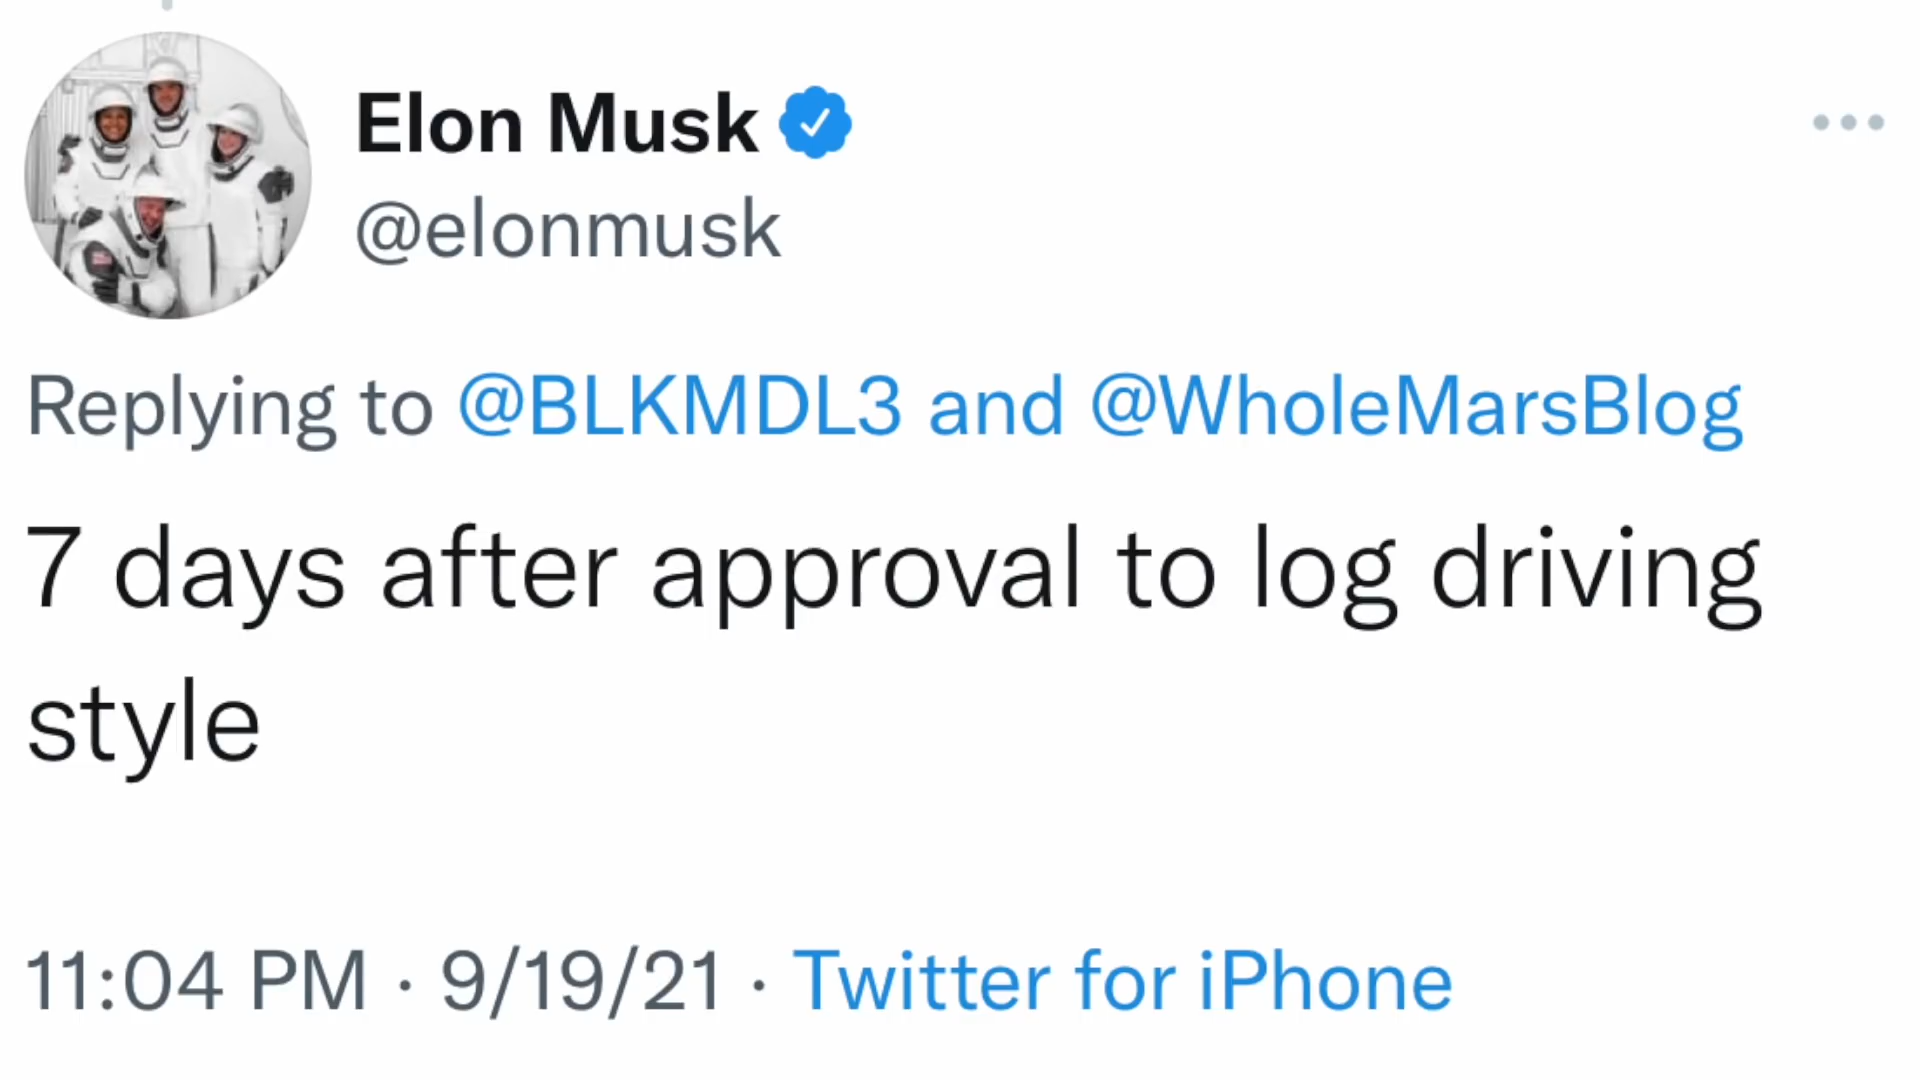 Elon Musk
@elonmusk
Replying to @BLKMDL3 and @WholeMarsBlog
7 days after approval to log driving
style
11:04 PM · 9/19/21 · Twitter for iPhone